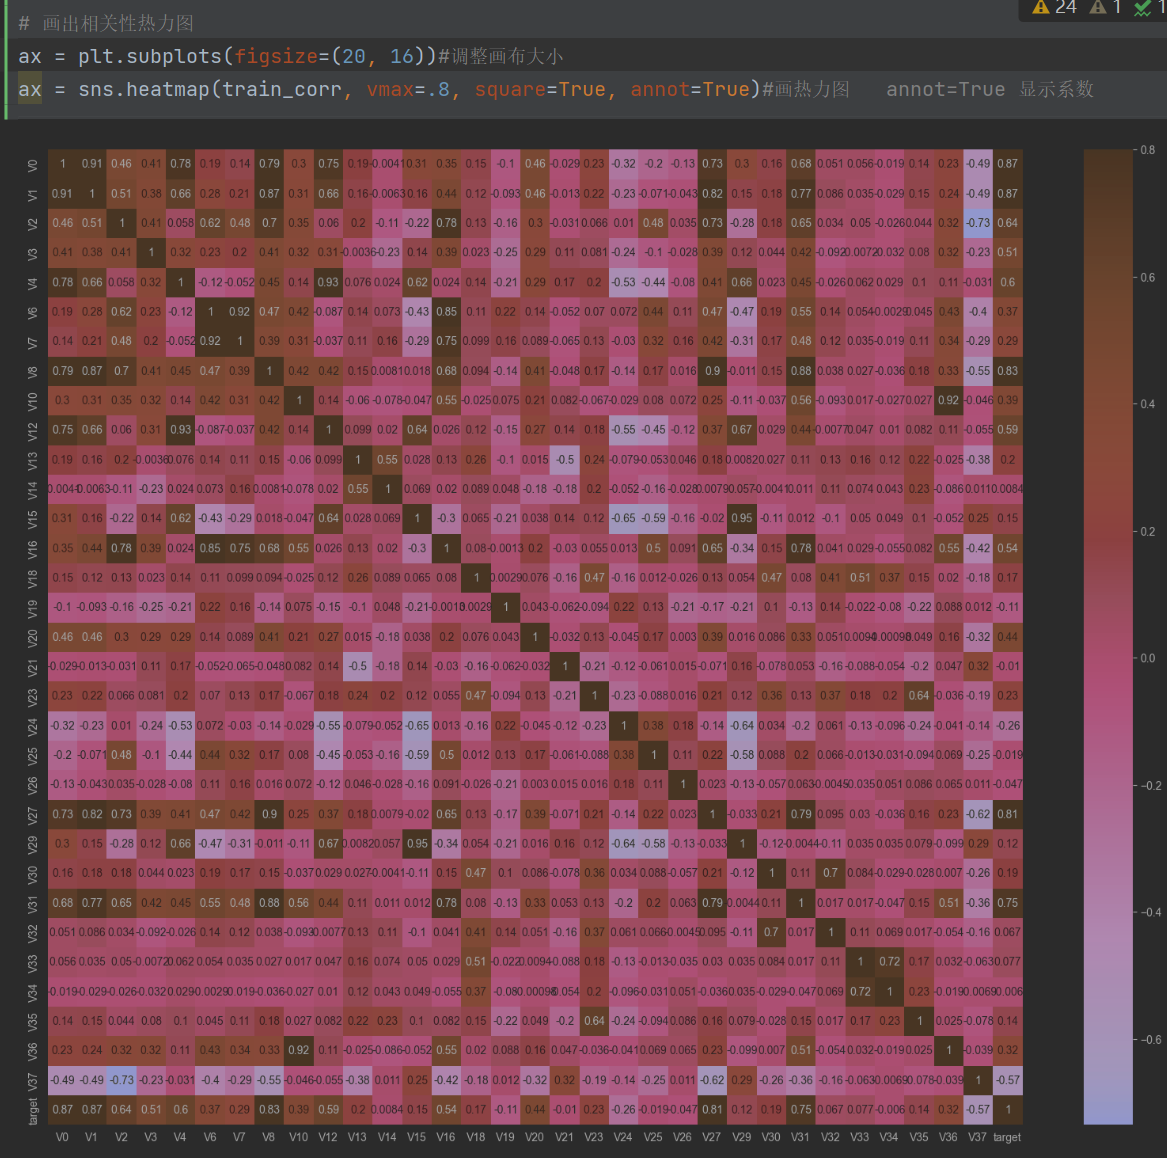 24 1 1
# 画出相关性热力图
ax = plt.subplots(figsize=(20, 16))#调整画布大小
ax = sns.heatmap(train_corr, vmax=.8, square=True, annot=True)#画热力图 annot=True 显示系数
V0 1 0.91 0.46 0.41 0.78 0.19 0.14 0.79 0.3 0.75 0.19 -0.0041 0.31 0.35 0.15 -0.1 0.46 -0.029 0.23 -0.32 -0.2 -0.13 0.73 0.3 0.16 0.68 0.051 0.056 -0.019 0.14 0.23 -0.49 0.87 0.8
V1 0.91 1 0.51 0.38 0.66 0.28 0.21 0.87 0.31 0.66 0.16 -0.0063 0.16 0.44 0.12 -0.093 0.46 -0.013 0.22 -0.23 -0.071 -0.043 0.82 0.15 0.18 0.77 0.086 0.035 -0.029 0.15 0.24 -0.49 0.87
V2 0.46 0.51 1 0.41 0.058 0.62 0.48 0.7 0.35 0.06 0.2 -0.11 -0.22 0.78 0.13 -0.16 0.3 -0.031 0.066 0.01 0.48 0.035 0.73 -0.28 0.18 0.65 0.034 0.05 -0.026 0.044 0.32 -0.73 0.64
V3 0.41 0.38 0.41 1 0.32 0.23 0.2 0.41 0.32 0.31 -0.0036 -0.23 0.14 0.39 0.023 -0.25 0.29 0.11 0.081 -0.24 -0.1 -0.028 0.39 0.12 0.044 0.42 -0.092 0.0072 -0.032 0.08 0.32 -0.23 0.51
V4 0.78 0.66 0.058 0.32 1 -0.12 -0.052 0.45 0.14 0.93 0.076 0.024 0.62 0.024 0.14 -0.21 0.29 0.17 0.2 -0.53 -0.44 -0.08 0.41 0.66 0.023 0.45 -0.026 0.062 -0.029 0.1 0.11 -0.031 0.6 0.6
V6 0.19 0.28 0.62 0.23 -0.12 1 0.92 0.47 0.42 -0.087 0.14 0.073 -0.43 0.85 0.11 0.22 0.14 -0.052 0.07 0.072 0.44 0.11 0.47 -0.47 0.19 0.55 0.14 0.054 -0.0029 0.045 0.43 -0.4 0.37
V7 0.14 0.21 0.48 0.2 -0.052 0.92 1 0.39 0.31 -0.037 0.11 0.16 -0.29 0.75 0.099 0.16 0.089 -0.065 0.13 -0.03 0.32 0.16 0.42 -0.31 0.17 0.48 0.12 0.035 -0.019 0.11 0.34 -0.29 0.29
V8 0.79 0.87 0.7 0.41 0.45 0.47 0.39 1 0.42 0.42 0.15 0.0081 0.018 0.68 0.094 -0.14 0.41 -0.048 0.17 -0.14 0.17 0.016 0.9 -0.011 0.15 0.88 0.038 0.027 -0.036 0.18 0.33 -0.55 0.83
V10 0.3 0.31 0.35 0.32 0.14 0.42 0.31 0.42 1 0.14 -0.06 -0.078 -0.047 0.55 -0.025 0.075 0.21 0.082 -0.067 -0.029 0.08 0.072 0.25 -0.11 -0.037 0.56 -0.093 0.017 -0.027 0.027 0.92 -0.046 0.39 0.4
V12 0.75 0.66 0.06 0.31 0.93 -0.087 -0.037 0.42 0.14 1 0.099 0.02 0.64 0.026 0.12 -0.15 0.27 0.14 0.18 -0.55 -0.45 -0.12 0.37 0.67 0.029 0.44 -0.0077 0.047 0.01 0.082 0.11 -0.055 0.59
V13 0.19 0.16 0.2 -0.0036 0.076 0.14 0.11 0.15 -0.06 0.099 1 0.55 0.028 0.13 0.26 -0.1 0.015 -0.5 0.24 -0.079 -0.053 0.046 0.18 0.0082 0.027 0.11 0.13 0.16 0.12 0.22 -0.025 -0.38 0.2
V14 0.0041 0.0063 -0.11 -0.23 0.024 0.073 0.16 0.0081 -0.078 0.02 0.55 1 0.069 0.02 0.089 0.048 -0.18 -0.18 0.2 -0.052 -0.16 -0.028 0.0079 0.057 -0.0041 0.011 0.11 0.074 0.043 0.23 -0.086 0.011 0.0084
V15 0.31 0.16 -0.22 0.14 0.62 -0.43 -0.29 0.018 -0.047 0.64 0.028 0.069 1 -0.3 0.065 -0.21 0.038 0.14 0.12 -0.65 -0.59 -0.16 -0.02 0.95 -0.11 0.012 -0.1 0.05 0.049 0.1 -0.052 0.25 0.15 0.2
V16 0.35 0.44 0.78 0.39 0.024 0.85 0.75 0.68 0.55 0.026 0.13 0.02 -0.3 1 0.08 -0.0013 0.2 -0.03 0.055 0.013 0.5 0.091 0.65 -0.34 0.15 0.78 0.041 0.029 -0.055 0.082 0.55 -0.42 0.54
V18 0.15 0.12 0.13 0.023 0.14 0.11 0.099 0.094 -0.025 0.12 0.26 0.089 0.065 0.08 1 0.0029 0.076 -0.16 0.47 -0.16 0.012 -0.026 0.13 0.054 0.47 0.08 0.41 0.51 0.37 0.15 0.02 -0.18 0.17
V19 -0.1 -0.093 -0.16 -0.25 -0.21 0.22 0.16 -0.14 0.075 -0.15 -0.1 0.048 -0.21 -0.0013 0.0029 1 0.043 -0.062 -0.094 0.22 0.13 -0.21 -0.17 -0.21 0.1 -0.13 0.14 -0.022 -0.08 -0.22 0.088 0.012 -0.11
V20 0.46 0.46 0.3 0.29 0.29 0.14 0.089 0.41 0.21 0.27 0.015 -0.18 0.038 0.2 0.076 0.043 1 -0.032 0.13 -0.045 0.17 0.003 0.39 0.016 0.086 0.33 0.051 0.0094 -0.00098 0.049 0.16 -0.32 0.44
V21 -0.029 -0.013 -0.031 0.11 0.17 -0.052 -0.065 -0.048 0.082 0.14 -0.5 -0.18 0.14 -0.03 -0.16 -0.062 -0.032 1 -0.21 -0.12 -0.061 0.015 -0.071 0.16 -0.078 0.053 -0.16 -0.088 -0.054 -0.2 0.047 0.32 -0.01 0.0
V23 0.23 0.22 0.066 0.081 0.2 0.07 0.13 0.17 -0.067 0.18 0.24 0.2 0.12 0.055 0.47 -0.094 0.13 -0.21 1 -0.23 -0.088 0.016 0.21 0.12 0.36 0.13 0.37 0.18 0.2 0.64 -0.036 -0.19 0.23
V24 -0.32 -0.23 0.01 -0.24 -0.53 0.072 -0.03 -0.14 -0.029 -0.55 -0.079 -0.052 -0.65 0.013 -0.16 0.22 -0.045 -0.12 -0.23 1 0.38 0.18 -0.14 -0.64 0.034 -0.2 0.061 -0.13 -0.096 -0.24 -0.041 -0.14 -0.26
V25 -0.2 -0.071 0.48 -0.1 -0.44 0.44 0.32 0.17 0.08 -0.45 -0.053 -0.16 -0.59 0.5 0.012 0.13 0.17 -0.061 -0.088 0.38 1 0.11 0.22 -0.58 0.088 0.2 0.066 -0.013 -0.031 -0.094 0.069 -0.25 -0.019
V26 -0.13 -0.043 0.035 -0.028 -0.08 0.11 0.16 0.016 0.072 -0.12 0.046 -0.028 -0.16 0.091 -0.026 -0.21 0.003 0.015 0.016 0.18 0.11 1 0.023 -0.13 -0.057 0.063 -0.0045 -0.035 0.051 0.086 0.065 0.011 -0.047 −0.2
V27 0.73 0.82 0.73 0.39 0.41 0.47 0.42 0.9 0.25 0.37 0.18 0.0079 -0.02 0.65 0.13 -0.17 0.39 -0.071 0.21 -0.14 0.22 0.023 1 -0.033 0.21 0.79 0.095 0.03 -0.036 0.16 0.23 -0.62 0.81
V29 0.3 0.15 -0.28 0.12 0.66 -0.47 -0.31 -0.011 -0.11 0.67 0.0082 0.057 0.95 -0.34 0.054 -0.21 0.016 0.16 0.12 -0.64 -0.58 -0.13 -0.033 1 -0.12 -0.0044 -0.11 0.035 0.035 0.079 -0.099 0.29 0.12
V30 0.16 0.18 0.18 0.044 0.023 0.19 0.17 0.15 -0.037 0.029 0.027 -0.0041 -0.11 0.15 0.47 0.1 0.086 -0.078 0.36 0.034 0.088 -0.057 0.21 -0.12 1 0.11 0.7 0.084 -0.029 -0.028 0.007 -0.26 0.19
V31 0.68 0.77 0.65 0.42 0.45 0.55 0.48 0.88 0.56 0.44 0.11 0.011 0.012 0.78 0.08 -0.13 0.33 0.053 0.13 -0.2 0.2 0.063 0.79 0.0044 0.11 1 0.017 0.017 -0.047 0.15 0.51 -0.36 0.75 −0.4
V32 0.051 0.086 0.034 -0.092 -0.026 0.14 0.12 0.038 -0.093 0.0077 0.13 0.11 -0.1 0.041 0.41 0.14 0.051 -0.16 0.37 0.061 0.066 0.0045 0.095 -0.11 0.7 0.017 1 0.11 0.069 0.017 -0.054 -0.16 0.067
V33 0.056 0.035 0.05 -0.0072 0.062 0.054 0.035 0.027 0.017 0.047 0.16 0.074 0.05 0.029 0.51 -0.022 0.0094 -0.088 0.18 -0.13 -0.013 -0.035 0.03 0.035 0.084 0.017 0.11 1 0.72 0.17 0.032 -0.063 0.077
V34 -0.019 -0.029 -0.026 -0.032 0.029 -0.0029 -0.019 -0.036 -0.027 0.01 0.12 0.043 0.049 -0.055 0.37 -0.08 -0.00098 0.054 0.2 -0.096 -0.031 0.051 -0.036 0.035 -0.029 -0.047 0.069 0.72 1 0.23 -0.019 0.0069 -0.006
V35 0.14 0.15 0.044 0.08 0.1 0.045 0.11 0.18 0.027 0.082 0.22 0.23 0.1 0.082 0.15 -0.22 0.049 -0.2 0.64 -0.24 -0.094 0.086 0.16 0.079 -0.028 0.15 0.017 0.17 0.23 1 0.025 -0.078 0.14
V36 0.23 0.24 0.32 0.32 0.11 0.43 0.34 0.33 0.92 0.11 -0.025 -0.086 -0.052 0.55 0.02 0.088 0.16 0.047 -0.036 -0.041 0.069 0.065 0.23 -0.099 0.007 0.51 -0.054 0.032 -0.019 0.025 1 -0.039 0.32 −0.6
V37 -0.49 -0.49 -0.73 -0.23 -0.031 -0.4 -0.29 -0.55 -0.046 -0.055 -0.38 0.011 0.25 -0.42 -0.18 0.012 -0.32 0.32 -0.19 -0.14 -0.25 0.011 -0.62 0.29 -0.26 -0.36 -0.16 -0.063 0.0069 0.078 -0.039 1 -0.57
target 0.87 0.87 0.64 0.51 0.6 0.37 0.29 0.83 0.39 0.59 0.2 0.0084 0.15 0.54 0.17 -0.11 0.44 -0.01 0.23 -0.26 -0.019 -0.047 0.81 0.12 0.19 0.75 0.067 0.077 -0.006 0.14 0.32 -0.57 1
V0 V1 V2 V3 V4 V6 V7 V8 V10 V12 V13 V14 V15 V16 V18 V19 V20 V21 V23 V24 V25 V26 V27 V29 V30 V31 V32 V33 V34 V35 V36 V37 target